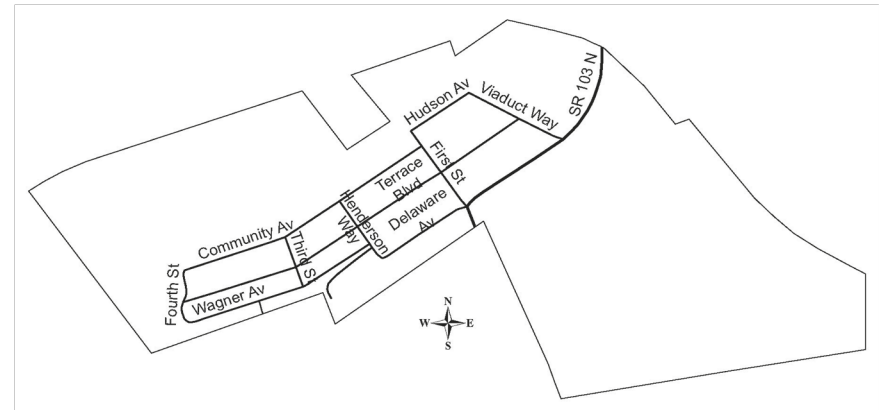 SR 103 N
Hudson Av
Viaduct Way
First St
Terrace
Blvd
Henderson
Way
Delaware
Av
Community Av
Third S
Fourth St
Wagner Av
N
W E
S